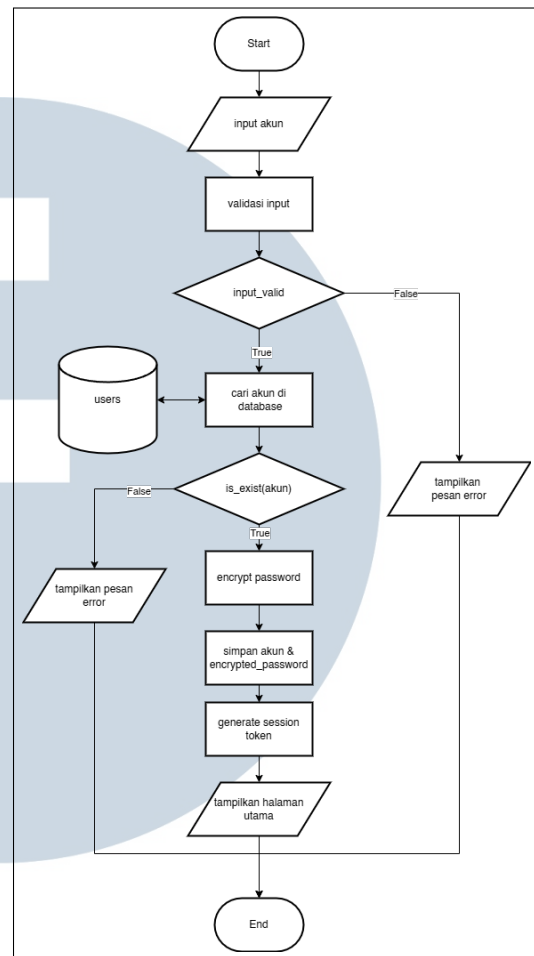 Start
input akun
validasi input
input_valid
False
True
users
cari akun di
database
is_exist(akun)
False
True
tampilkan
pesan error
tampilkan pesan
error
encrypt password
simpan akun &
encrypted_password
generate session
token
tampilkan halaman
utama
End